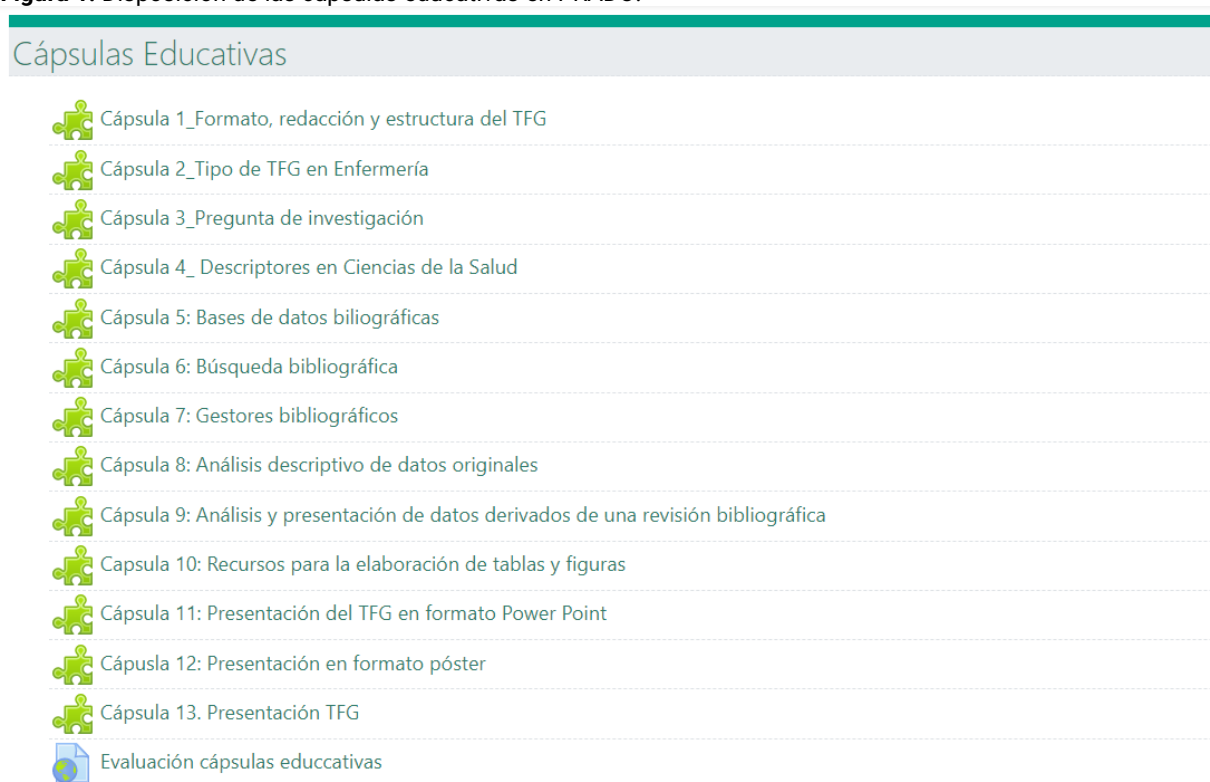 Cápsulas Educativas
Cápsula 1_Formato, redacción y estructura del TFG
Cápsula 2_Tipo de TFG en Enfermería
Cápsula 3_Pregunta de investigación
Cápsula 4_ Descriptores en Ciencias de la Salud
Cápsula 5: Bases de datos biliográficas
Cápsula 6: Búsqueda bibliográfica
Cápsula 7: Gestores bibliográficos
Cápsula 8: Análisis descriptivo de datos originales
Cápsula 9: Análisis y presentación de datos derivados de una revisión bibliográfica
Capsula 10: Recursos para la elaboración de tablas y figuras
Cápsula 11: Presentación del TFG en formato Power Point
Cápusla 12: Presentación en formato póster
Cápsula 13. Presentación TFG
Evaluación cápsulas educcativas